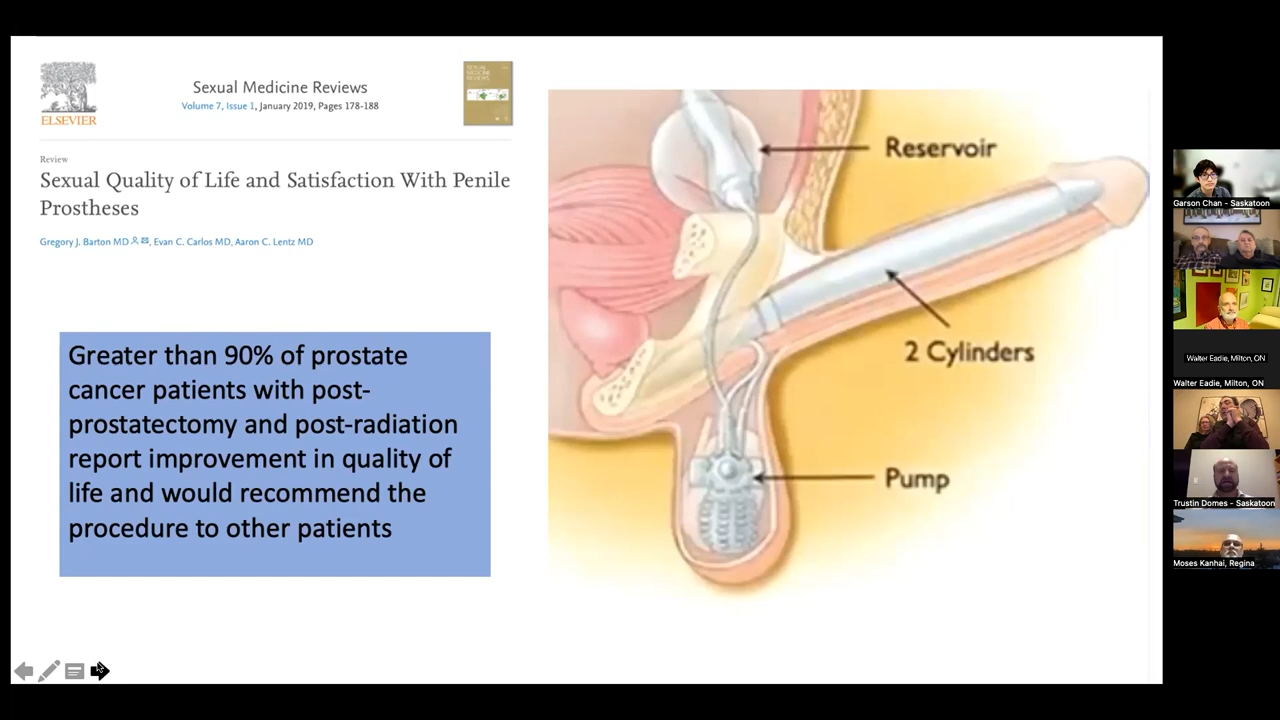 ELSEVIER
Sexual Medicine Reviews
Volume 7, Issue 1, January 2019, Pages 178-188
SEXUAL
MEDICINE
REVIEWS
Review
Sexual Quality of Life and Satisfaction With Penile
Prostheses
Gregory J. Barton MD, Evan C. Carlos MD, Aaron C. Lentz MD
Greater than 90% of prostate
cancer patients with post-
prostatectomy and post-radiation
report improvement in quality of
life and would recommend the
procedure to other patients
Reservoir
2 Cylinders
Pump
Garson Chan - Saskatoon
Walter Eadie, Milton, ON
Walter Eadie, Milton, ON
Trustin Domes - Saskatoon
Moses Kanhai, Regina